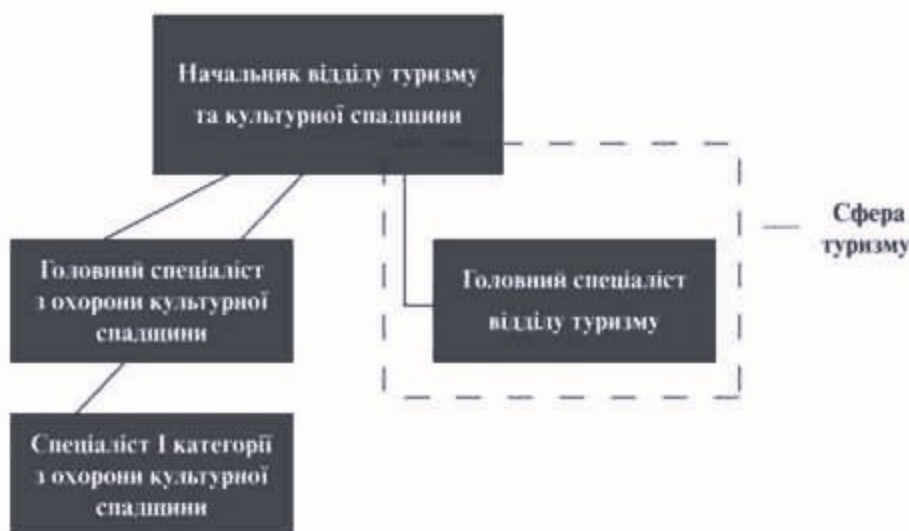 Начальник відділу туризму
та культурної спадщини
Сфера
туризму
Головний спеціаліст
з охорони культурної
спадщини
Головний спеціаліст
відділу туризму
Спеціаліст І категорії
з охорони культурної
спадщини